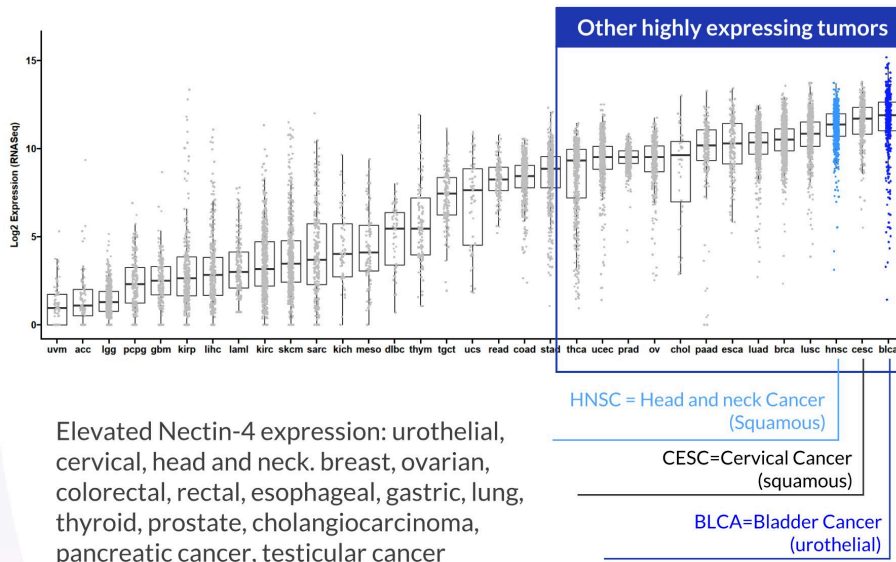 Other highly expressing tumors
Log2 Expression (RNASeq)
15
10
5
0
uvm acc lgg pcpg gbm kirp lihc laml kirc skcm sarc kich meso dlbc thym tgct ucs read coad stad thca ucec prad ov chol paad esca luad brca lusc hnsc cesc blca
HNSC = Head and neck Cancer
(Squamous)
CESC=Cervical Cancer
(squamous)
BLCA=Bladder Cancer
(urothelial)
Elevated Nectin-4 expression: urothelial,
cervical, head and neck. breast, ovarian,
colorectal, rectal, esophageal, gastric, lung,
thyroid, prostate, cholangiocarcinoma,
pancreatic cancer, testicular cancer